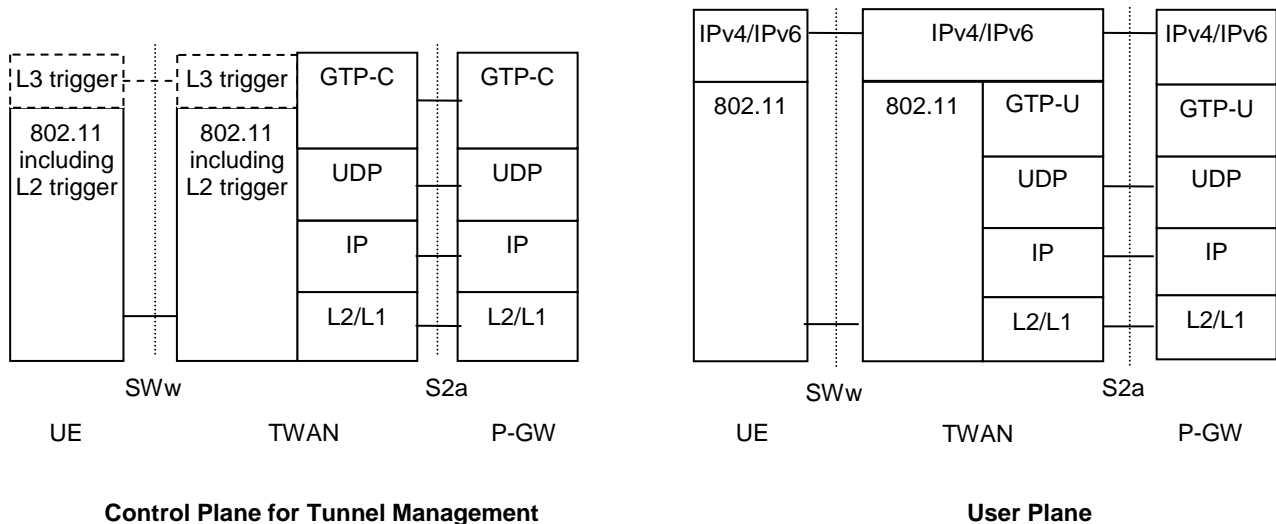 L3 trigger
802.11
including
L2 trigger
L3 trigger
802.11
including
L2 trigger
GTP-C
UDP
IP
L2/L1
GTP-C
UDP
IP
L2/L1
SWw
S2a
UE
TWAN
P-GW
Control Plane for Tunnel Management
IPv4/IPv6
802.11
IPv4/IPv6
802.11
GTP-U
UDP
IP
L2/L1
IPv4/IPv6
GTP-U
UDP
IP
L2/L1
SWw
S2a
UE
TWAN
P-GW
User Plane